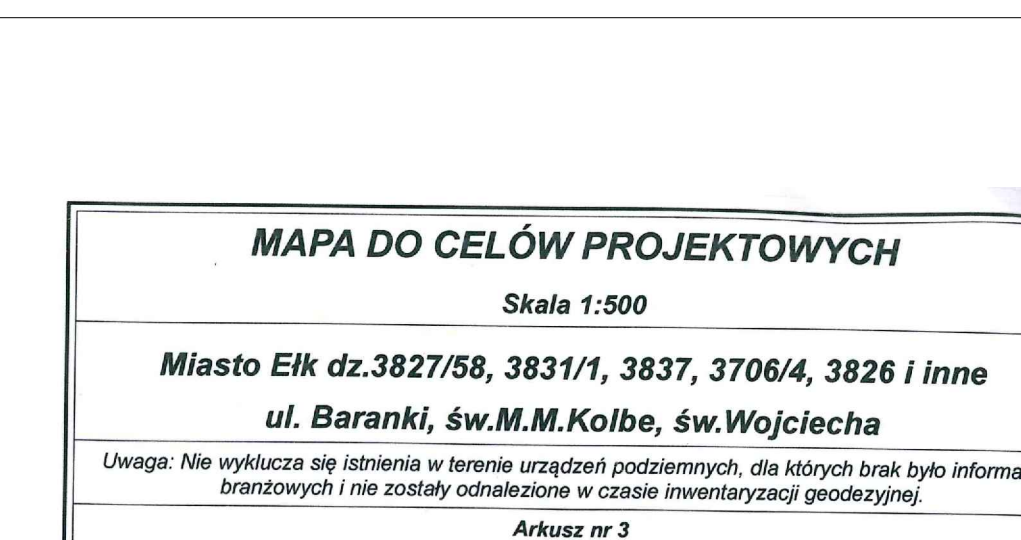 MAPA DO CELÓW PROJEKTOWYCH
Skala 1:500
Miasto Ełk dz.3827/58, 3831/1, 3837, 3706/4, 3826 i inne
ul. Baranki, św.M.M.Kolbe, św.Wojciecha
Uwaga: Nie wyklucza się istnienia w terenie urządzeń podziemnych, dla których brak było informa
branżowych i nie zostały odnalezione w czasie inwentaryzacji geodezyjnej.
Arkusz nr 3